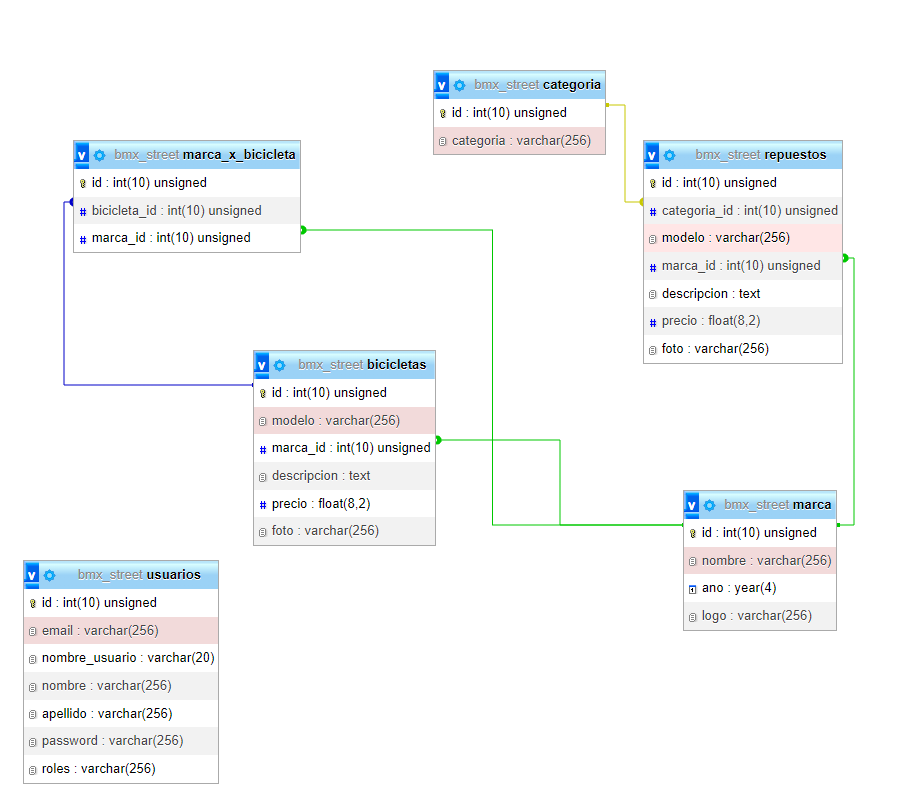 bmx_street categoria
id : int(10) unsigned
categoria : varchar(256)
bmx_street marca_x_bicicleta
id : int(10) unsigned
bicicleta_id : int(10) unsigned
marca_id : int(10) unsigned
bmx_street repuestos
id : int(10) unsigned
categoria_id : int(10) unsigned
modelo : varchar(256)
marca_id : int(10) unsigned
descripcion : text
precio : float(8,2)
foto : varchar(256)
bmx_street bicicletas
id : int(10) unsigned
modelo : varchar(256)
marca_id : int(10) unsigned
descripcion : text
precio : float(8,2)
foto : varchar(256)
bmx_street marca
id : int(10) unsigned
nombre : varchar(256)
ano : year(4)
logo : varchar(256)
bmx_street usuarios
id : int(10) unsigned
email : varchar(256)
nombre_usuario : varchar(20)
nombre : varchar(256)
apellido : varchar(256)
password : varchar(256)
roles : varchar(256)